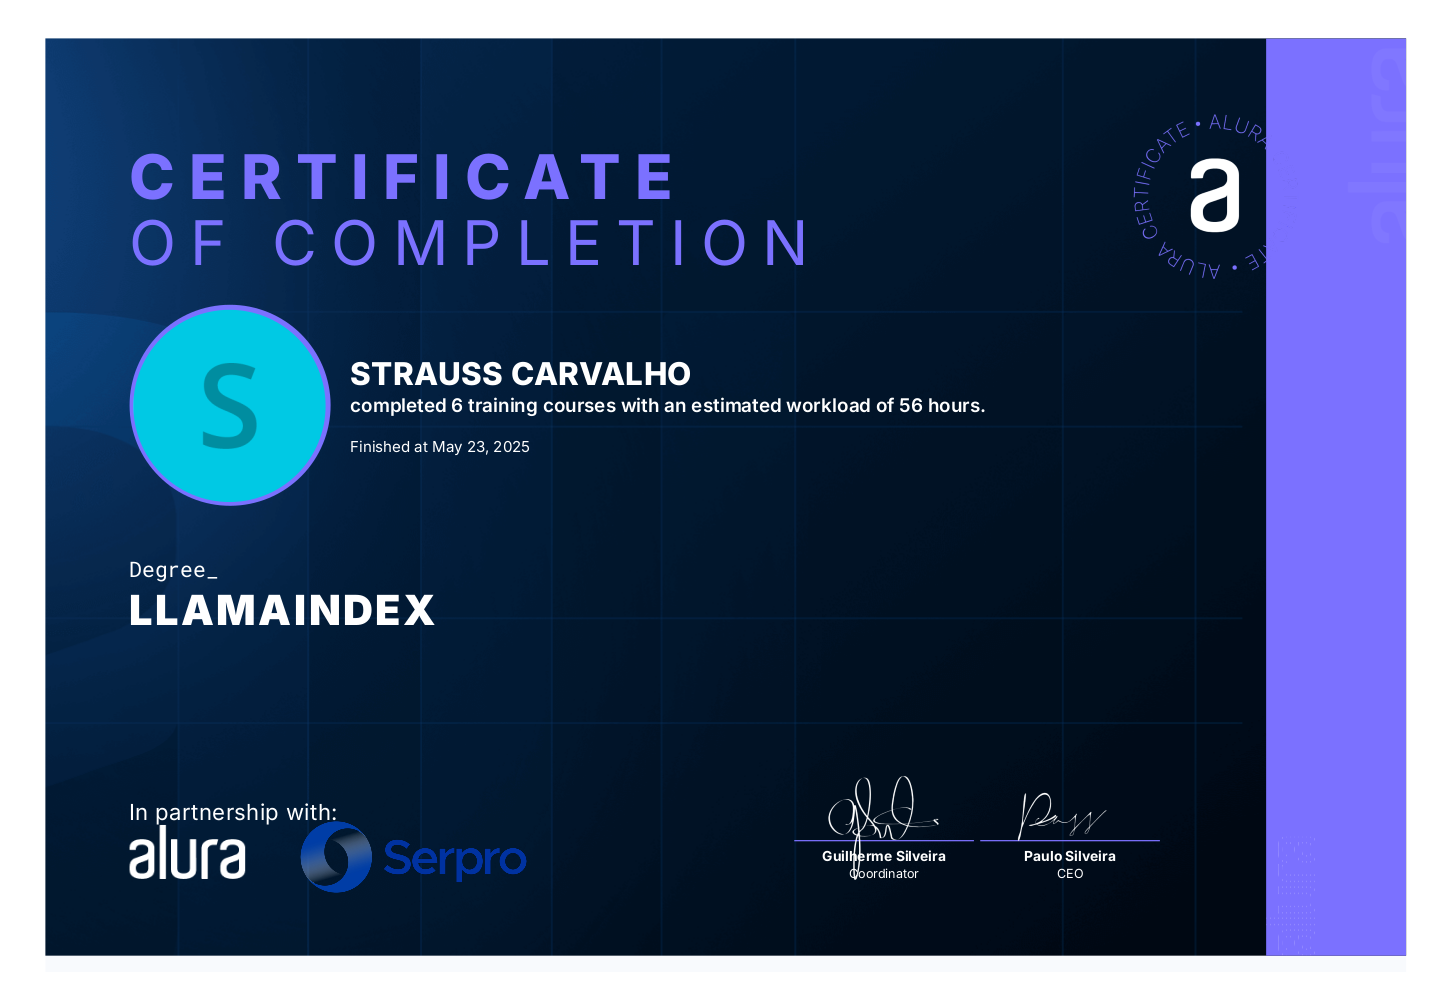 CERTIFICATE
OF COMPLETION
CERTIFICATE • ALURA
ALURA
a
S
STRAUSS CARVALHO
completed 6 training courses with an estimated workload of 56 hours.
Finished at May 23, 2025
Degree_
LLAMAINDEX
In partnership with:
alura
Serpro
Guilherme Silveira
Coordinator
Paulo Silveira
CEO
alura